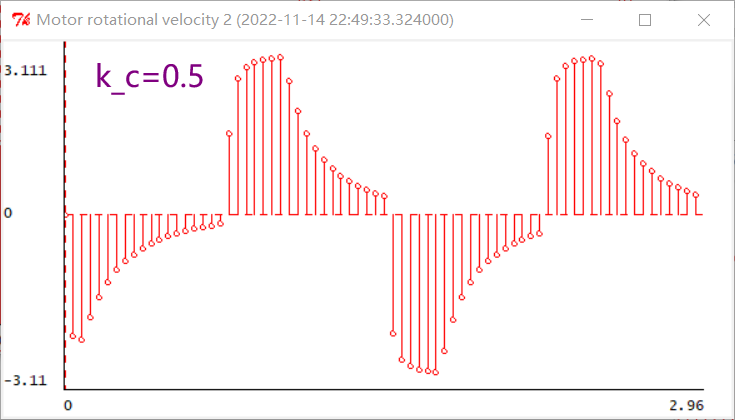 Motor rotational velocity 2 (2022-11-14 22:49:33.324000)
3.111
k_c=0.5
0
-3.11
0
2.96